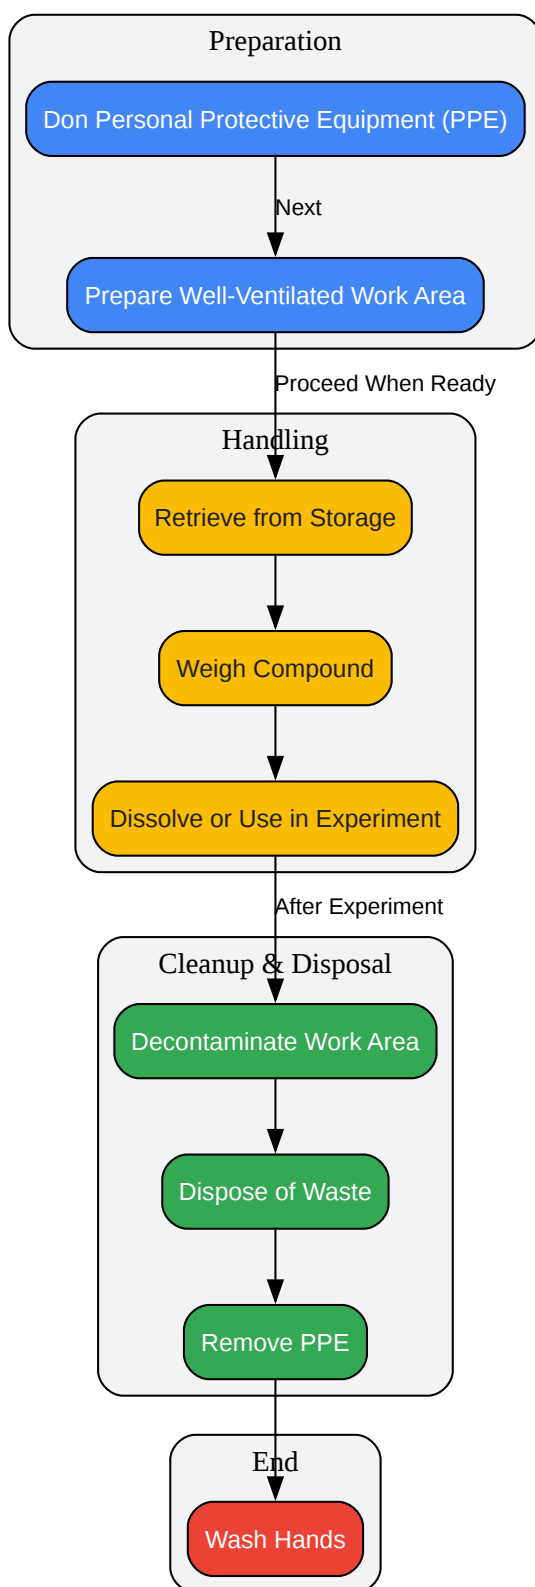 Preparation
Don Personal Protective Equipment (PPE)
Next
Prepare Well-Ventilated Work Area
Proceed When Ready
Handling
Retrieve from Storage
Weigh Compound
Dissolve or Use in Experiment
After Experiment
Cleanup & Disposal
Decontaminate Work Area
Dispose of Waste
Remove PPE
End
Wash Hands